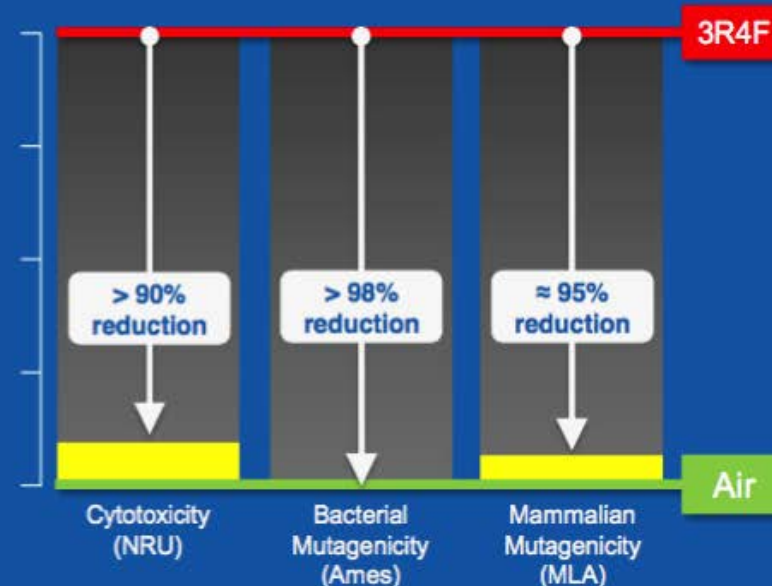 3R4F
> 90%
reduction
> 98%
reduction
≈ 95%
reduction
Air
Cytotoxicity
(NRU)
Bacterial
Mutagenicity
(Ames)
Mammalian
Mutagenicity
(MLA)